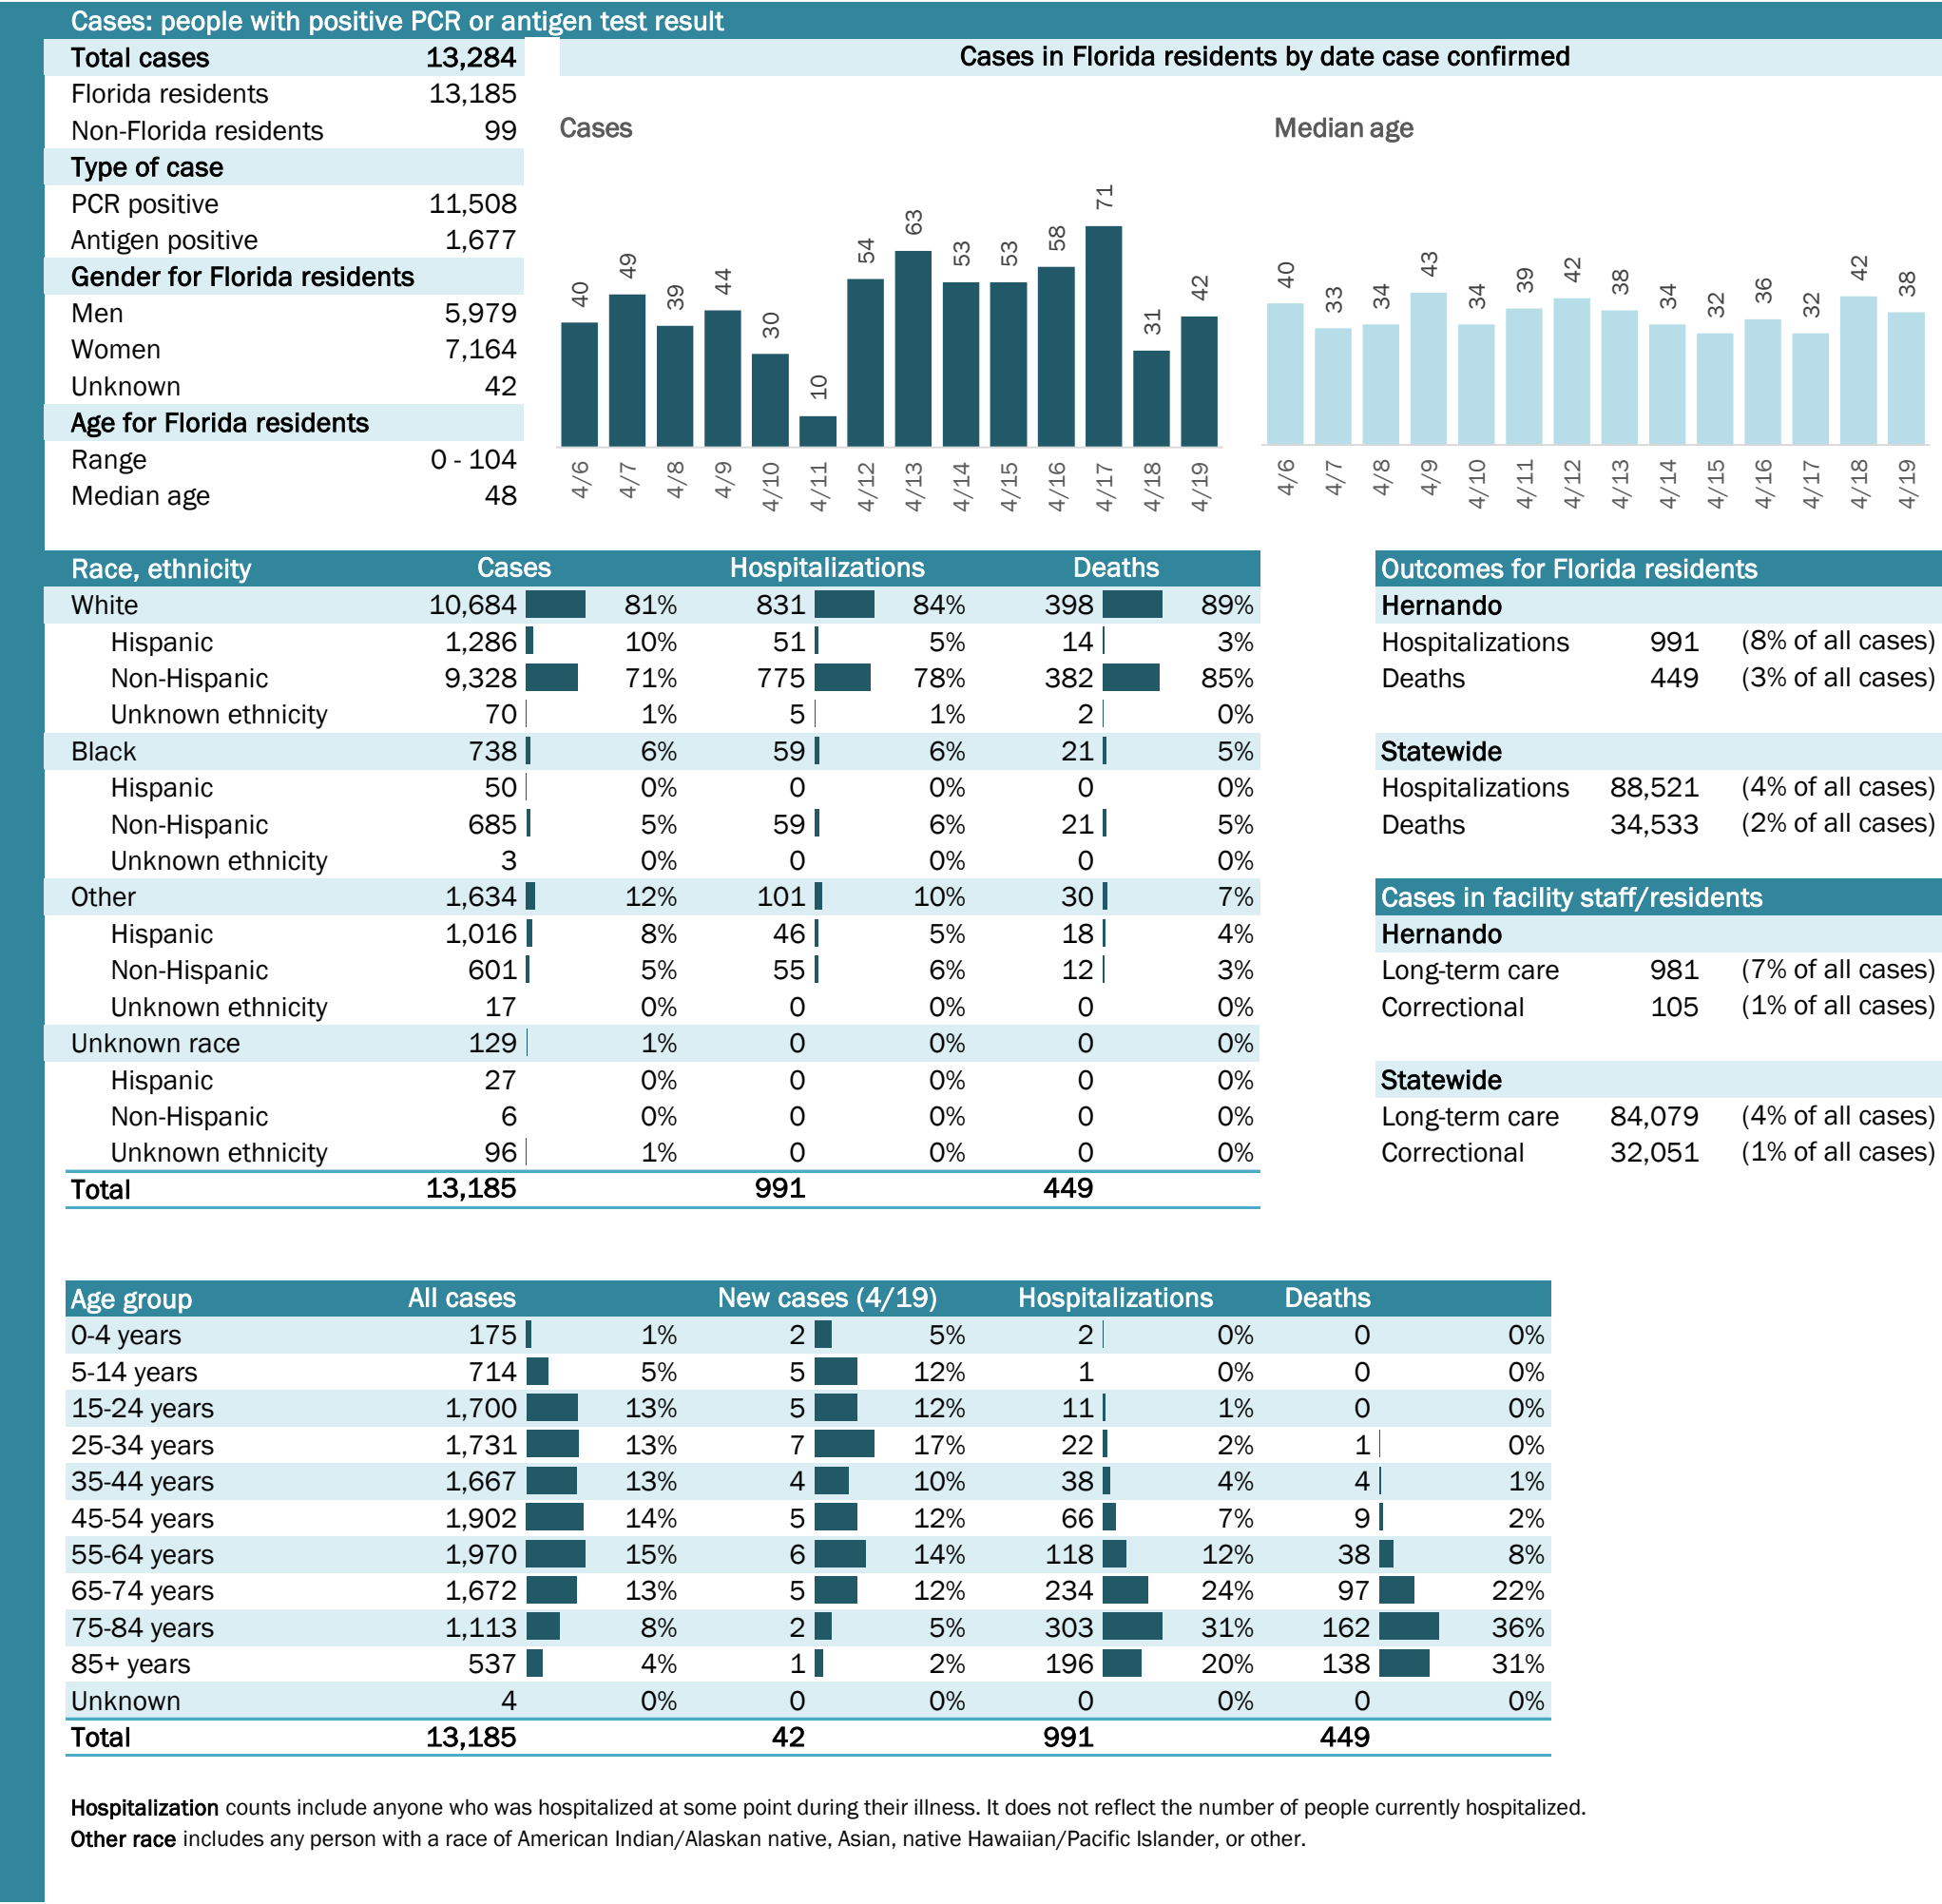 Cases: people with positive PCR or antigen test result
Total cases 13,284
Florida residents 13,185
Non-Florida residents 99
Type of case
PCR positive 11,508
Antigen positive 1,677
Gender for Florida residents
Men 5,979
Women 7,164
Unknown 42
Age for Florida residents
Range 0 - 104
Median age 48
Cases in Florida residents by date case confirmed
Cases
40 49 39 44 30 10 54 63 53 53 58 71 31 42
4/6 4/7 4/8 4/9 4/10 4/11 4/12 4/13 4/14 4/15 4/16 4/17 4/18 4/19
Median age
40 33 34 43 34 39 42 38 34 32 36 32 42 38
4/6 4/7 4/8 4/9 4/10 4/11 4/12 4/13 4/14 4/15 4/16 4/17 4/18 4/19
Race, ethnicity Cases Hospitalizations Deaths
White 10,684 81% 831 84% 398 89%
Hispanic 1,286 10% 51 5% 14 3%
Non-Hispanic 9,328 71% 775 78% 382 85%
Unknown ethnicity 70 1% 5 1% 2 0%
Black 738 6% 59 6% 21 5%
Hispanic 50 0% 0 0% 0 0%
Non-Hispanic 685 5% 59 6% 21 5%
Unknown ethnicity 3 0% 0 0% 0 0%
Other 1,634 12% 101 10% 30 7%
Hispanic 1,016 8% 46 5% 18 4%
Non-Hispanic 601 5% 55 6% 12 3%
Unknown ethnicity 17 0% 0 0% 0 0%
Unknown race 129 1% 0 0% 0 0%
Hispanic 27 0% 0 0% 0 0%
Non-Hispanic 6 0% 0 0% 0 0%
Unknown ethnicity 96 1% 0 0% 0 0%
Total 13,185 991 449
Outcomes for Florida residents
Hernando
Hospitalizations 991 (8% of all cases)
Deaths 449 (3% of all cases)
Statewide
Hospitalizations 88,521 (4% of all cases)
Deaths 34,533 (2% of all cases)
Cases in facility staff/residents
Hernando
Long-term care 981 (7% of all cases)
Correctional 105 (1% of all cases)
Statewide
Long-term care 84,079 (4% of all cases)
Correctional 32,051 (1% of all cases)
Age group All cases New cases (4/19) Hospitalizations Deaths
0-4 years 175 1% 2 5% 2 0% 0 0%
5-14 years 714 5% 5 12% 1 0% 0 0%
15-24 years 1,700 13% 5 12% 11 1% 0 0%
25-34 years 1,731 13% 7 17% 22 2% 1 0%
35-44 years 1,667 13% 4 10% 38 4% 4 1%
45-54 years 1,902 14% 5 12% 66 7% 9 2%
55-64 years 1,970 15% 6 14% 118 12% 38 8%
65-74 years 1,672 13% 5 12% 234 24% 97 22%
75-84 years 1,113 8% 2 5% 303 31% 162 36%
85+ years 537 4% 1 2% 196 20% 138 31%
Unknown 4 0% 0 0% 0 0% 0 0%
Total 13,185 42 991 449
Hospitalization counts include anyone who was hospitalized at some point during their illness. It does not reflect the number of people currently hospitalized.
Other race includes any person with a race of American Indian/Alaskan native, Asian, native Hawaiian/Pacific Islander, or other.